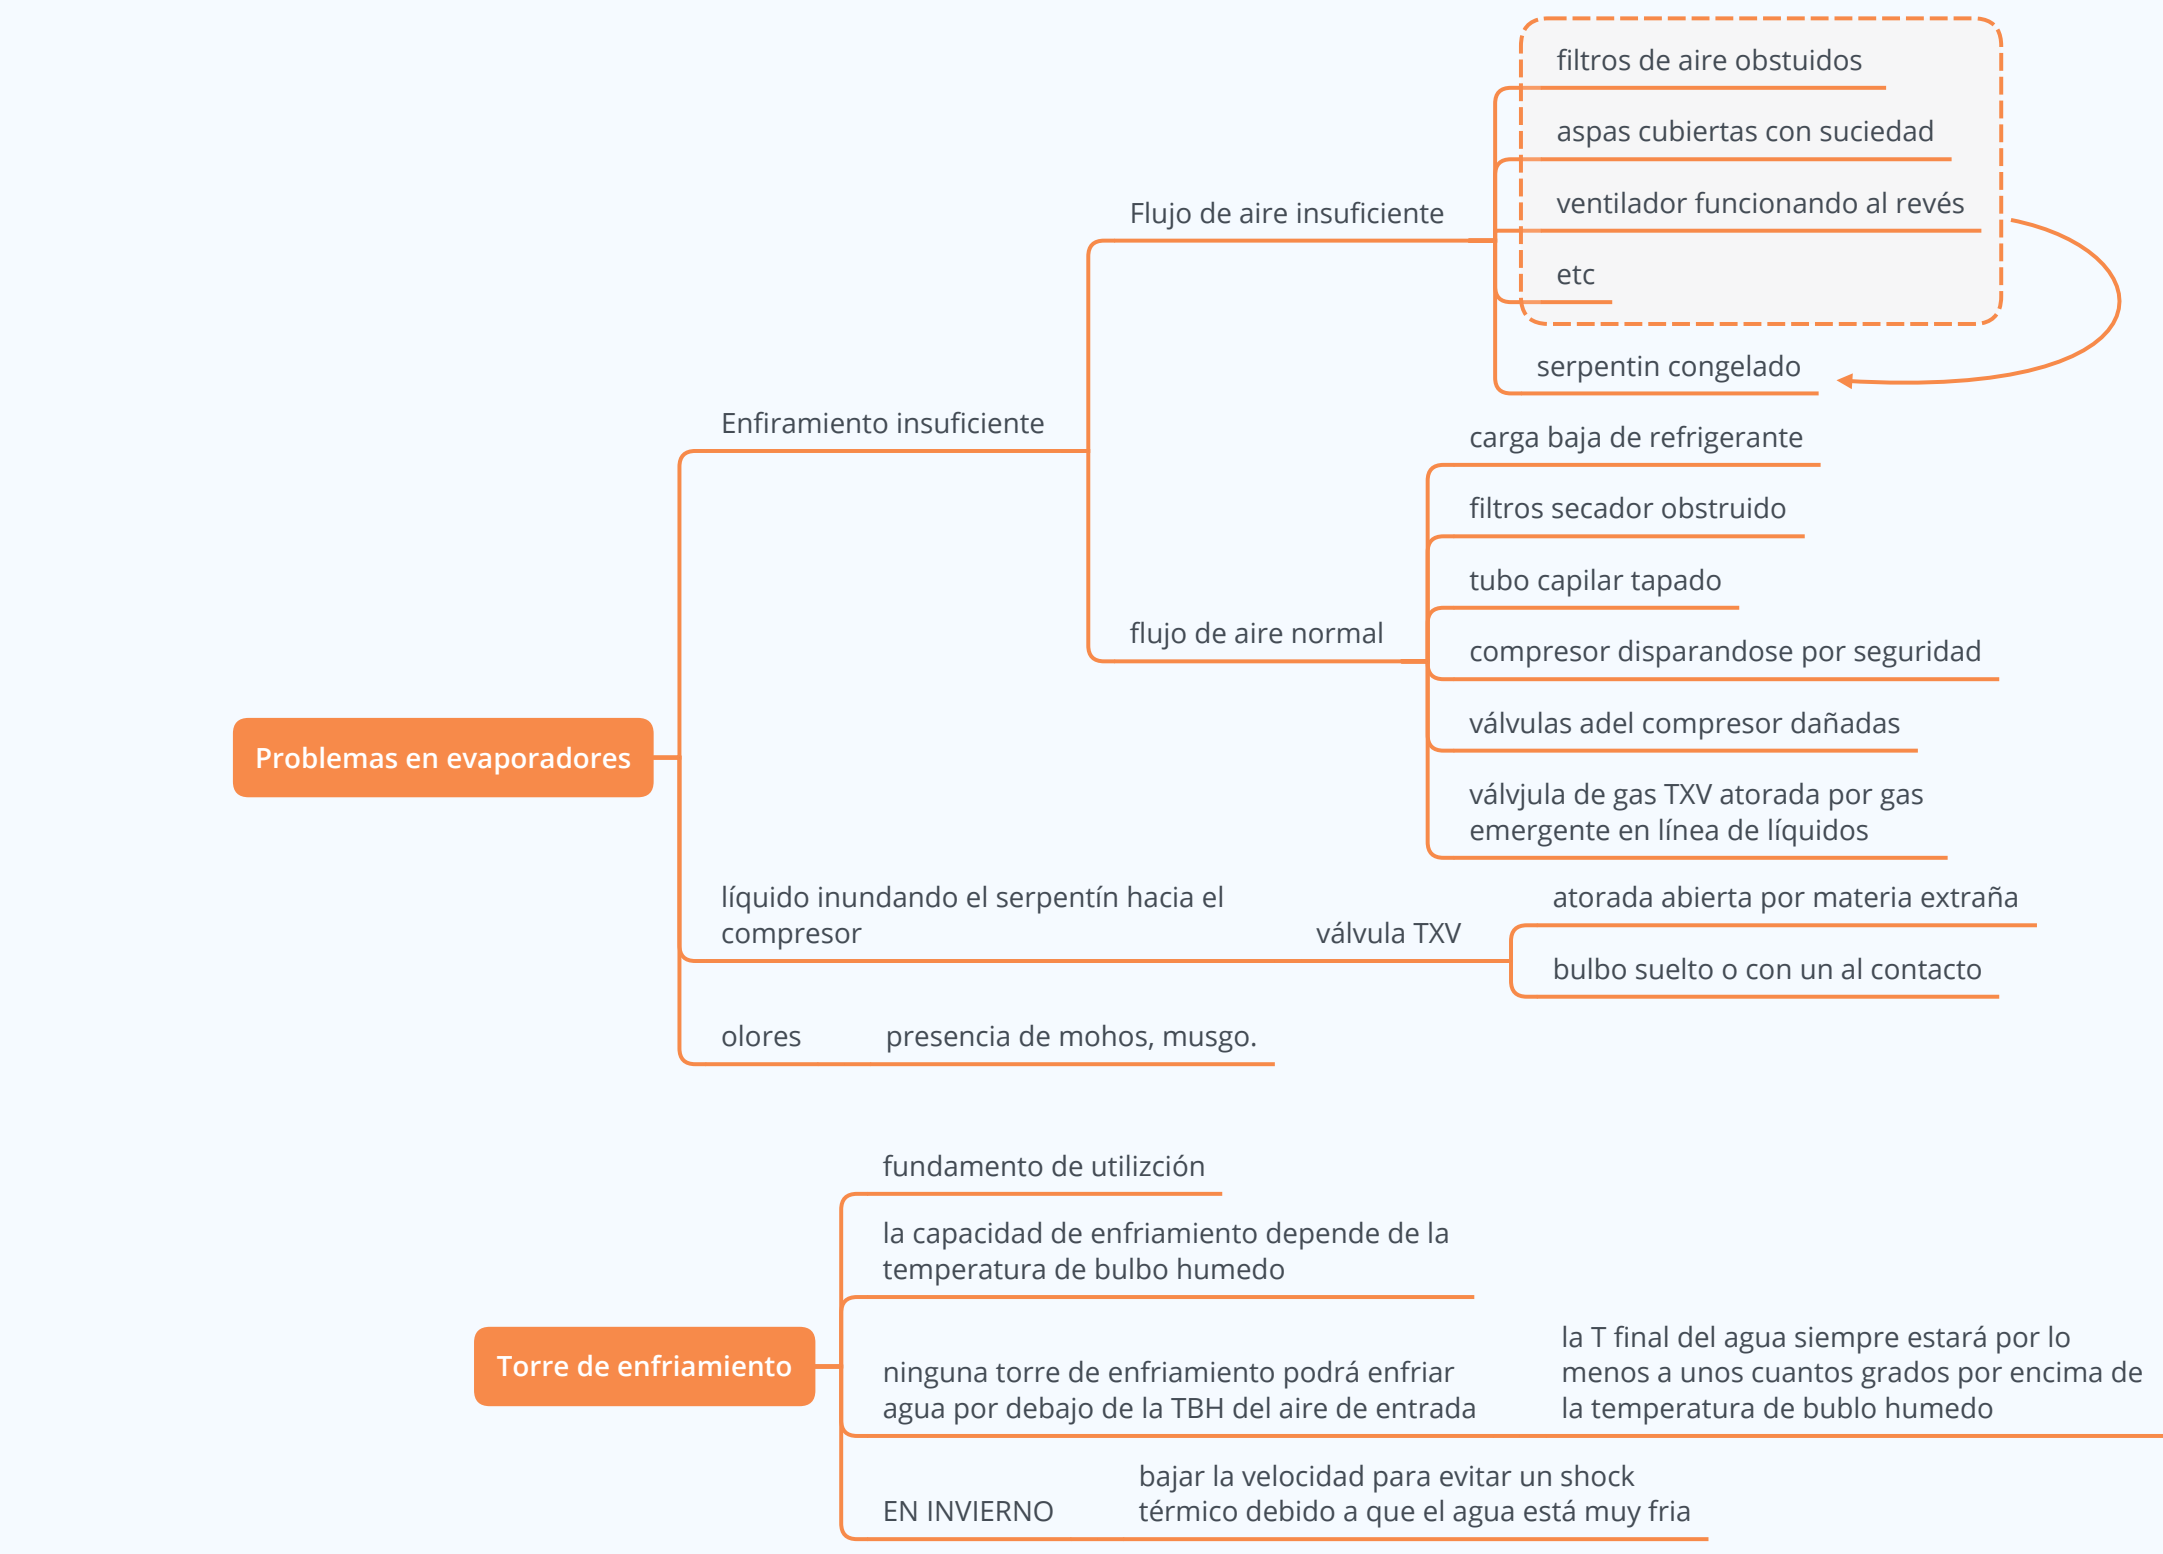 Problemas en evaporadores
Enfiramiento insuficiente
Flujo de aire insuficiente
filtros de aire obstuidos
aspas cubiertas con suciedad
ventilador funcionando al revés
etc
serpentin congelado
flujo de aire normal
carga baja de refrigerante
filtros secador obstruido
tubo capilar tapado
compresor disparandose por seguridad
válvulas adel compresor dañadas
válvjula de gas TXV atorada por gas
emergente en línea de líquidos
líquido inundando el serpentín hacia el
compresor
válvula TXV
atorada abierta por materia extraña
bulbo suelto o con un al contacto
olores
presencia de mohos, musgo.
Torre de enfriamiento
fundamento de utilizción
la capacidad de enfriamiento depende de la
temperatura de bulbo humedo
ninguna torre de enfriamiento podrá enfriar
agua por debajo de la TBH del aire de entrada
la T final del agua siempre estará por lo
menos a unos cuantos grados por encima de
la temperatura de bublo humedo
EN INVIERNO
bajar la velocidad para evitar un shock
térmico debido a que el agua está muy fria